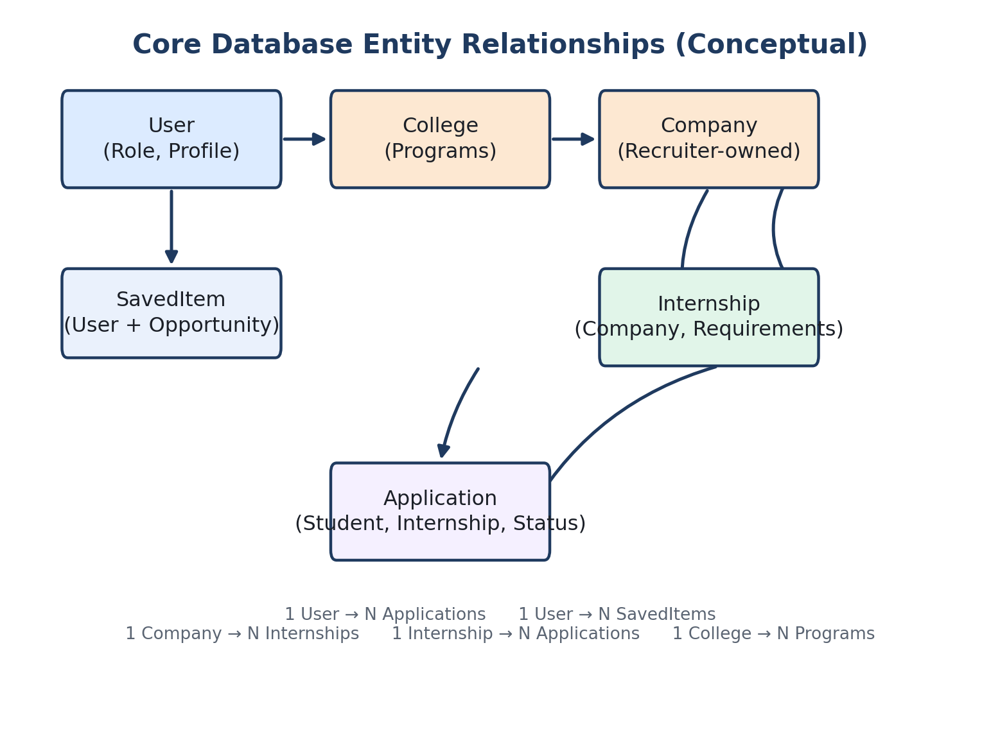 Core Database Entity Relationships (Conceptual)
User
(Role, Profile)
College
(Programs)
Company
(Recruiter-owned)
SavedItem
(User + Opportunity)
Internship
(Company, Requirements)
Application
(Student, Internship, Status)
1 User → N Applications 1 User → N SavedItems
1 Company → N Internships 1 Internship → N Applications 1 College → N Programs